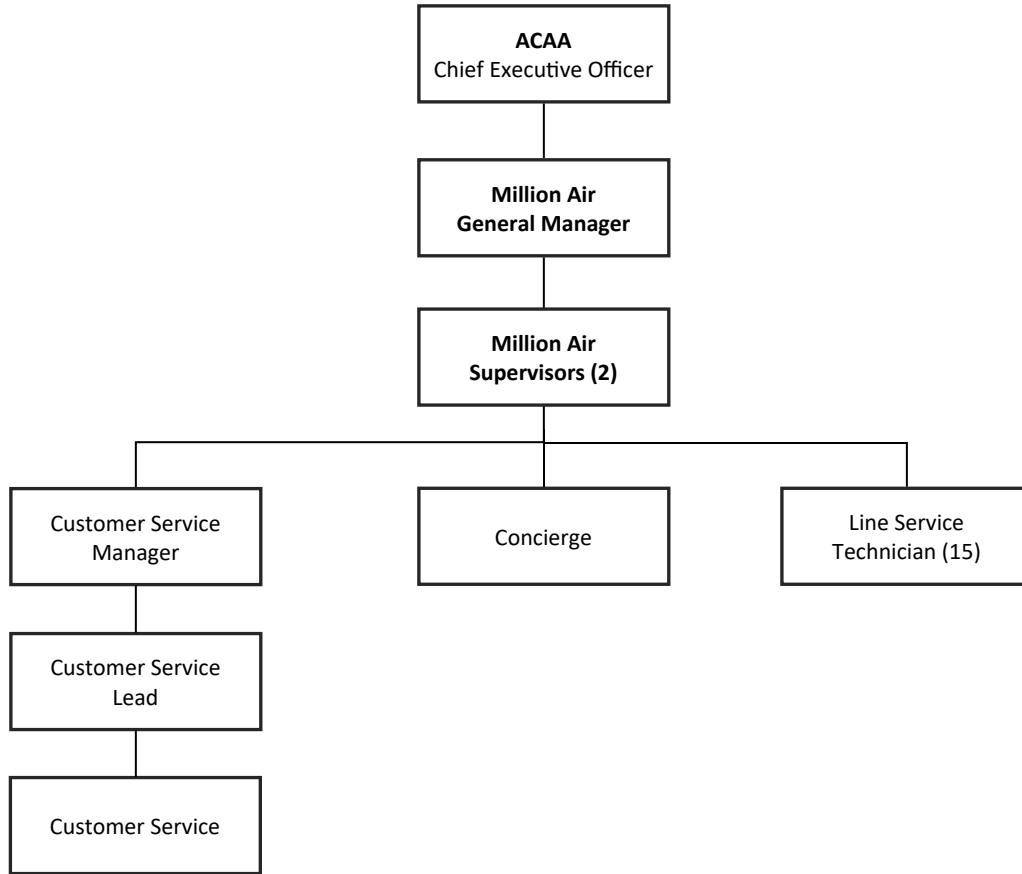 ACAA
Chief Executive Officer
Million Air
General Manager
Million Air
Supervisors (2)
Customer Service
Manager
Concierge
Line Service
Technician (15)
Customer Service
Lead
Customer Service